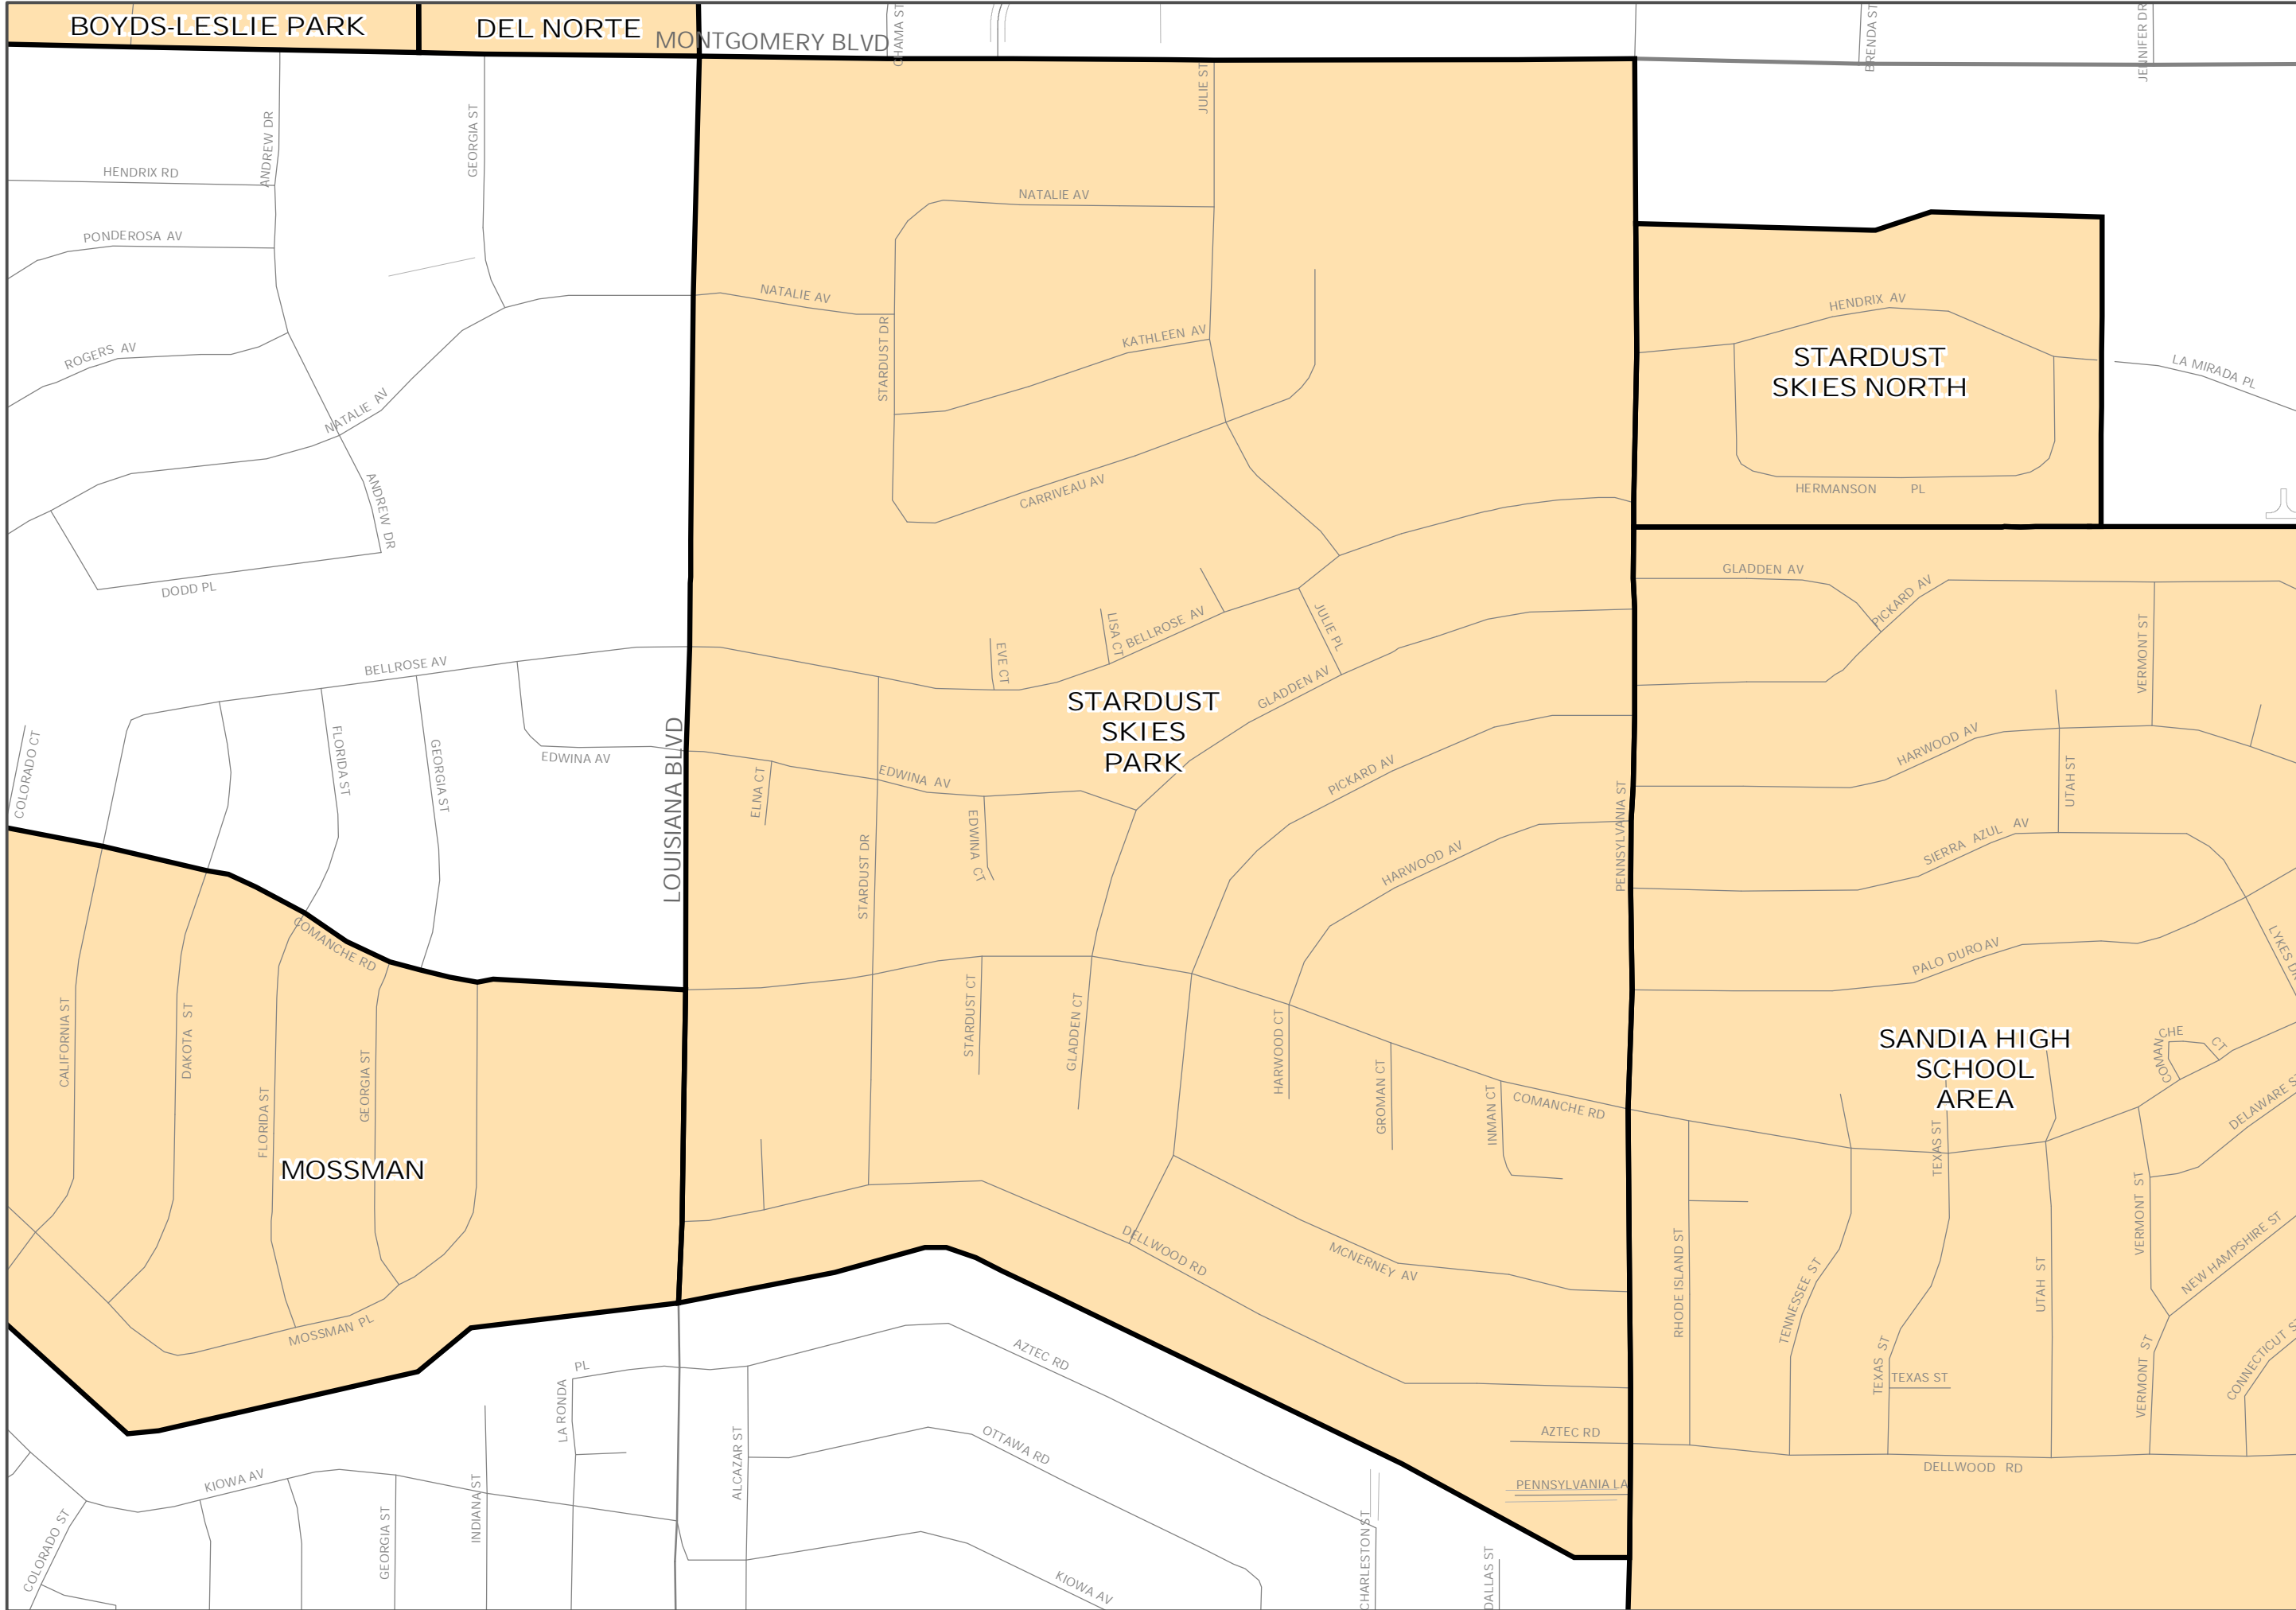 BOYDS-LESLIE PARK
DEL NORTE
MONTGOMERY BLVD
CHAMA ST
BRENDA ST
JENNIFER DR
ANDREW DR
GEORGIA ST
JULIE ST
HENDRIX RD
NATALIE AV
PONDEROSA AV
NATALIE AV
HENDRIX AV
STARDUST DR
KATHLEEN AV
ROGERS AV
STARDUST
SKIES NORTH
LA MIRADA PL
NATALIE AV
ANDREW DR
CARRIVEAU AV
HERMANSON PL
DODD PL
GLADDEN AV
PICKARD AV
LISA CT
BELLROSE AV
JULIE PL
VERMONT ST
EVE CT
BELLROSE AV
GLADDEN AV
STARDUST
SKIES
PARK
COLORADO CT
FLORIDA ST
GEORGIA ST
EDWINA AV
LOUISIANA BLVD
ELNA CT
EDWINA AV
EDWINA CT
PICKARD AV
PENNSYLVANIA ST
HARWOOD AV
UTAH ST
STARDUST DR
HARWOOD AV
SIERRA AZUL AV
COMANCHE RD
PALO DURO AV
LYKES DR
CALIFORNIA ST
DAKOTA ST
FLORIDA ST
GEORGIA ST
STARDUST CT
GLADDEN CT
HARWOOD CT
GROMAN CT
INMAN CT
COMANCHE RD
SANDIA HIGH
SCHOOL
AREA
COMANCHE CT
DELAWARE ST
TEXAS ST
MOSSMAN
VERMONT ST
NEW HAMPSHIRE ST
DELLWOOD RD
MCNERNEY AV
RHODE ISLAND ST
TENNESSEE ST
UTAH ST
MOSSMAN PL
TEXAS ST
TEXAS ST
VERMONT ST
CONNECTICUT ST
LA RONDA PL
AZTEC RD
ALCAZAR ST
OTTAWA RD
AZTEC RD
DELLWOOD RD
KIOWA AV
INDIANA ST
PENNSYLVANIA LA
COLORADO ST
GEORGIA ST
CHARLESTON ST
DALLAS ST
KIOWA AV